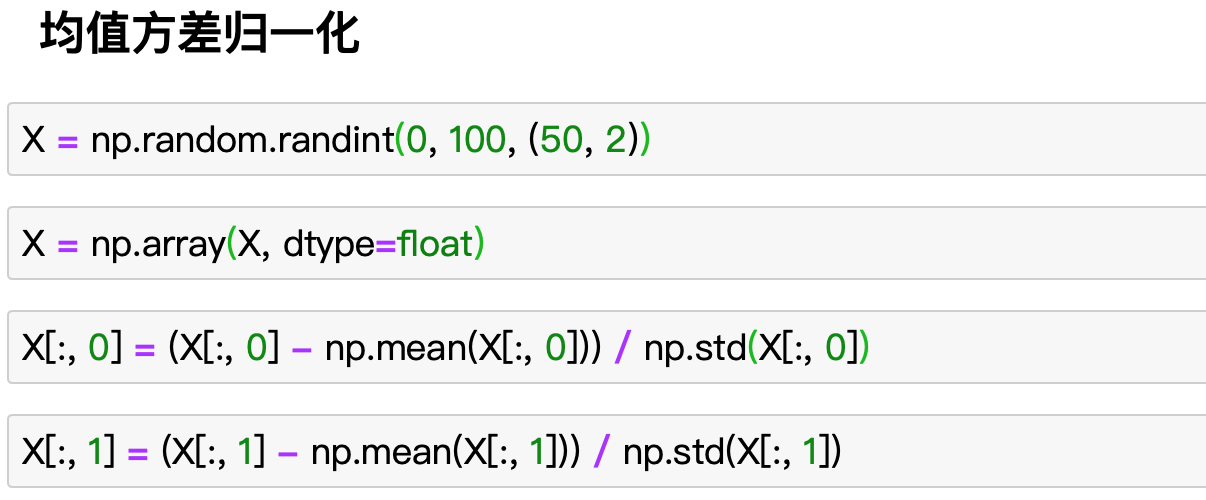 均值方差归一化
X = np.random.randint(0, 100, (50, 2))
X = np.array(X, dtype=float)
X[:, 0] = (X[:, 0] - np.mean(X[:, 0])) / np.std(X[:, 0])
X[:, 1] = (X[:, 1] - np.mean(X[:, 1])) / np.std(X[:, 1])